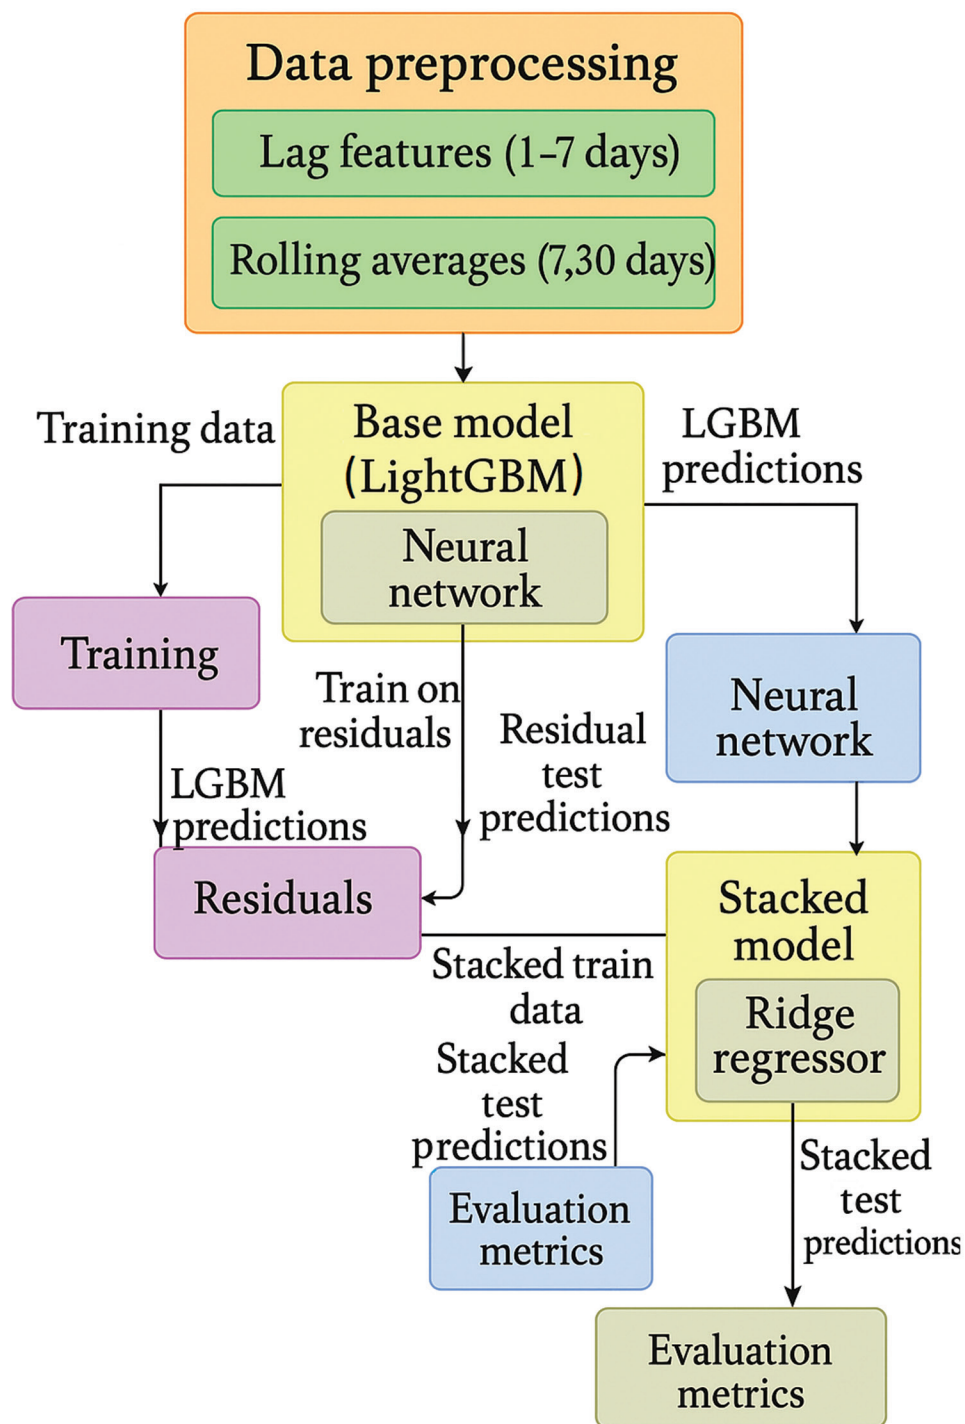 Data preprocessing
Lag features (1–7 days)
Rolling averages (7,30 days)
Training data
Base model
(LightGBM)
LGBM
predictions
Neural
network
Training
Train on
residuals
Residual
test
predictions
Neural
network
LGBM
predictions
Residuals
Stacked
model
Stacked train
data
Ridge
regressor
Stacked
test
predictions
Evaluation
metrics
Stacked
test
predictions
Evaluation
metrics